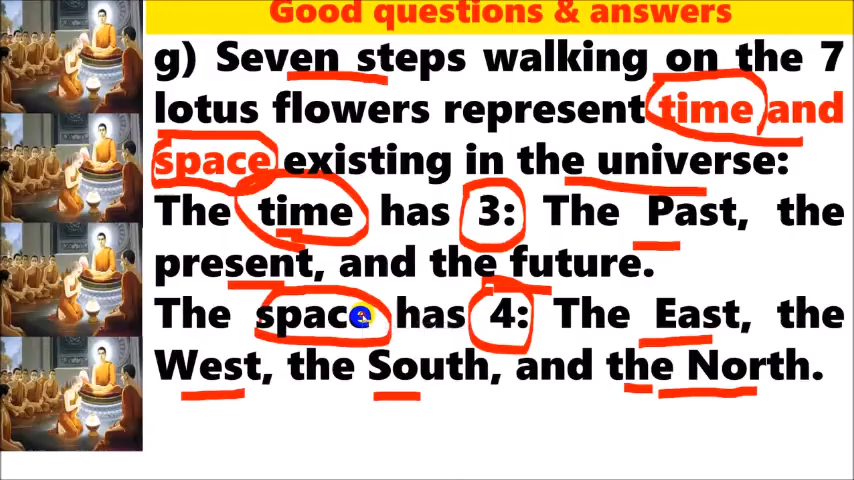 Good questions & answers
g) Seven steps walking on the 7
lotus flowers represent time and
space existing in the universe:
The time has 3: The Past, the
present, and the future.
The space has 4: The East, the
West, the South, and the North.